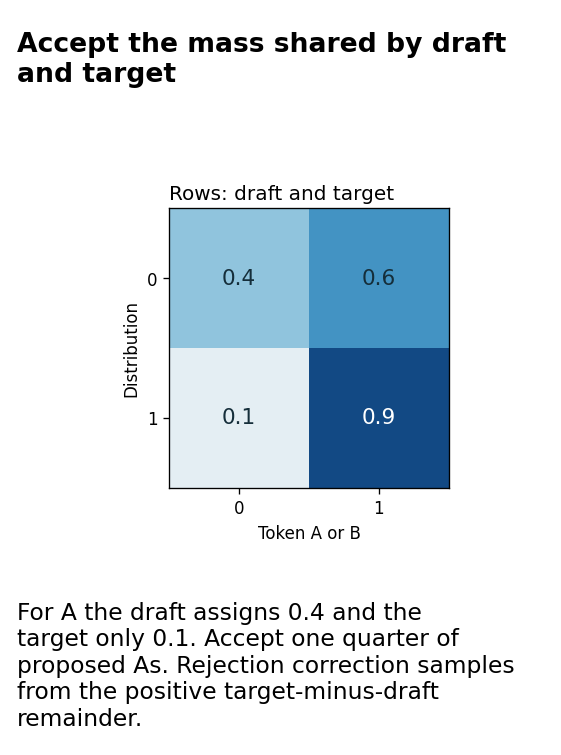 Accept the mass shared by draft
and target
Rows: draft and target
0.4 0.6
0
Distribution
0.1 0.9
1
0 1
Token A or B
For A the draft assigns 0.4 and the
target only 0.1. Accept one quarter of
proposed As. Rejection correction samples
from the positive target-minus-draft
remainder.